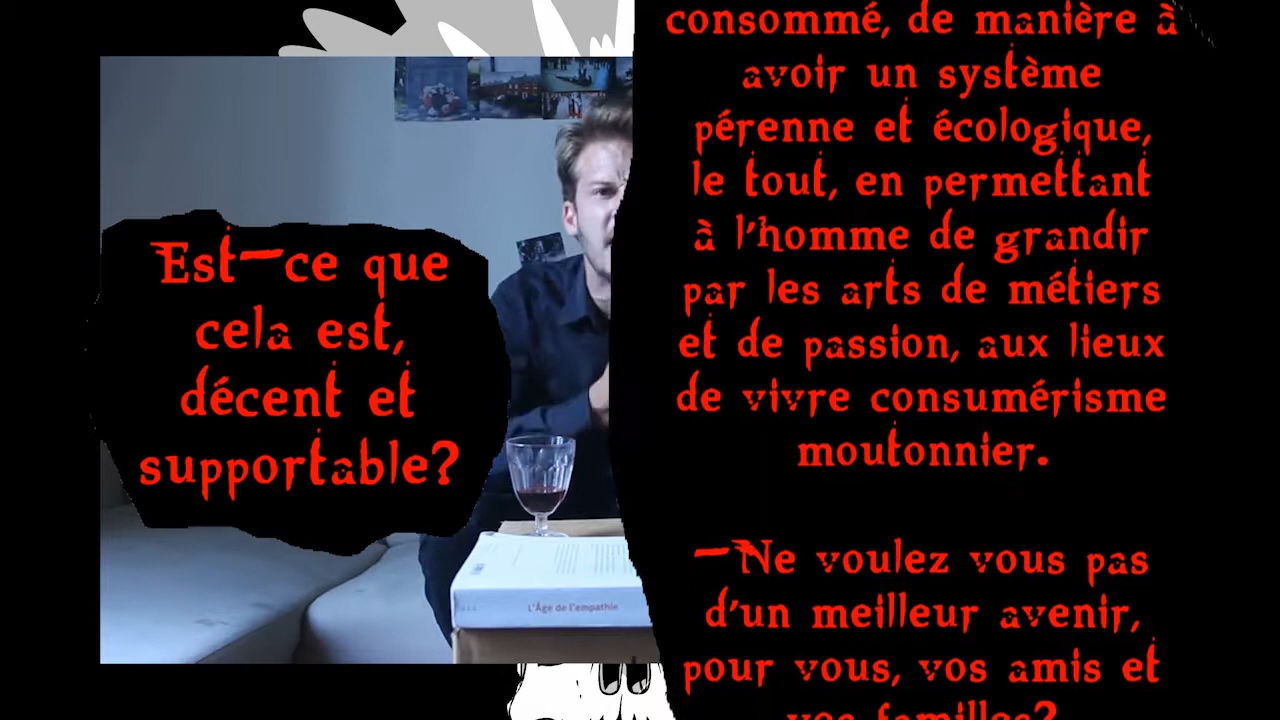 Est-ce que
cela est,
décent et
supportable?
L'Âge de l'empathie
consommé, de manière à
avoir un système
pérenne et écologique,
le tout, en permettant
à l'homme de grandir
par les arts de métiers
et de passion, aux lieux
de vivre consumérisme
moutonnier.
-Ne voulez vous pas
d'un meilleur avenir,
pour vous, vos amis et
vos familles?